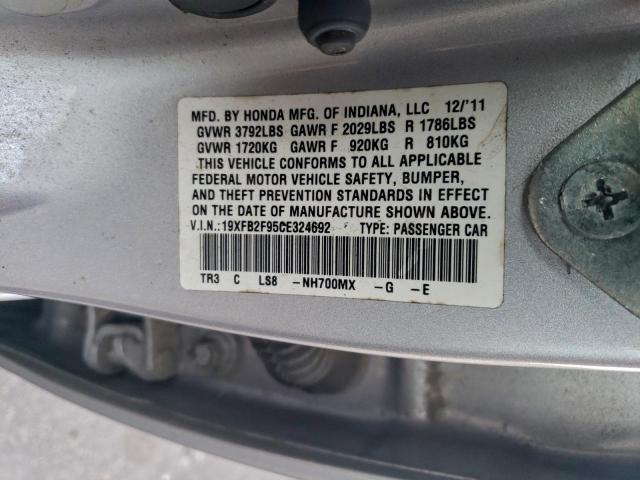 MFD. BY HONDA MFG. OF INDIANA, LLC 12/'11
GVWR 3792LBS GAWR F 2029LBS R 1786LBS
GVWR 1720KG GAWR F 920KG R 810KG
THIS VEHICLE CONFORMS TO ALL APPLICABLE
FEDERAL MOTOR VEHICLE SAFETY, BUMPER,
AND THEFT PREVENTION STANDARDS IN EFFECT
ON THE DATE OF MANUFACTURE SHOWN ABOVE.
V.I.N.:19XFB2F95CE324692 TYPE: PASSENGER CAR
TR3 C LS8 -NH700MX -G -E